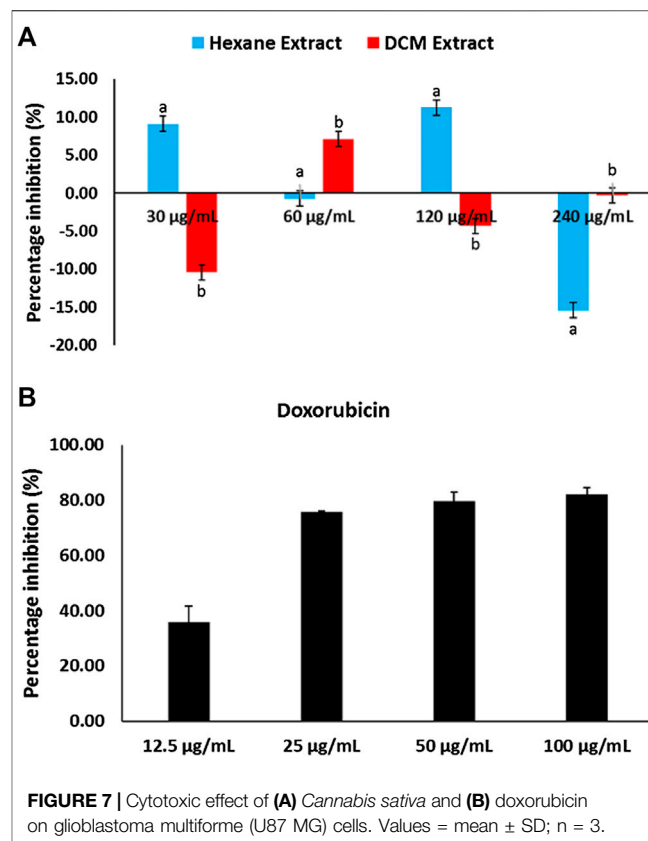 A
Hexane Extract DCM Extract
Percentage inhibition (%)
15.00
10.00
5.00
0.00
-5.00
-10.00
-15.00
-20.00
a
b
a
b
a
b
b
a
30 µg/mL 60 µg/mL 120 µg/mL 240 µg/mL
B
Doxorubicin
Percentage inhibition (%)
100.00
80.00
60.00
40.00
20.00
0.00
12.5 µg/mL 25 µg/mL 50 µg/mL 100 µg/mL
FIGURE 7 | Cytotoxic effect of (A) Cannabis sativa and (B) doxorubicin
on glioblastoma multiforme (U87 MG) cells. Values = mean ± SD; n = 3.